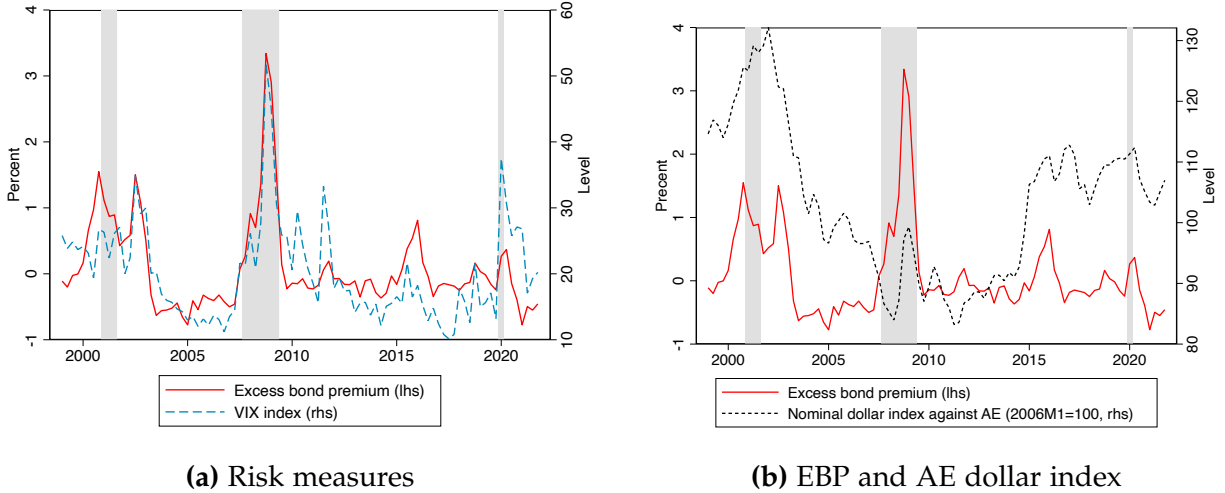 4
3
2
1
0
-1
Percent
60
50
40
30
20
10
Level
2000 2005 2010 2015 2020
Excess bond premium (lhs)
VIX index (rhs)
(a) Risk measures
4
3
2
1
0
-1
Precent
130
120
110
100
90
80
Level
2000 2005 2010 2015 2020
Excess bond premium (lhs)
Nominal dollar index against AE (2006M1=100, rhs)
(b) EBP and AE dollar index